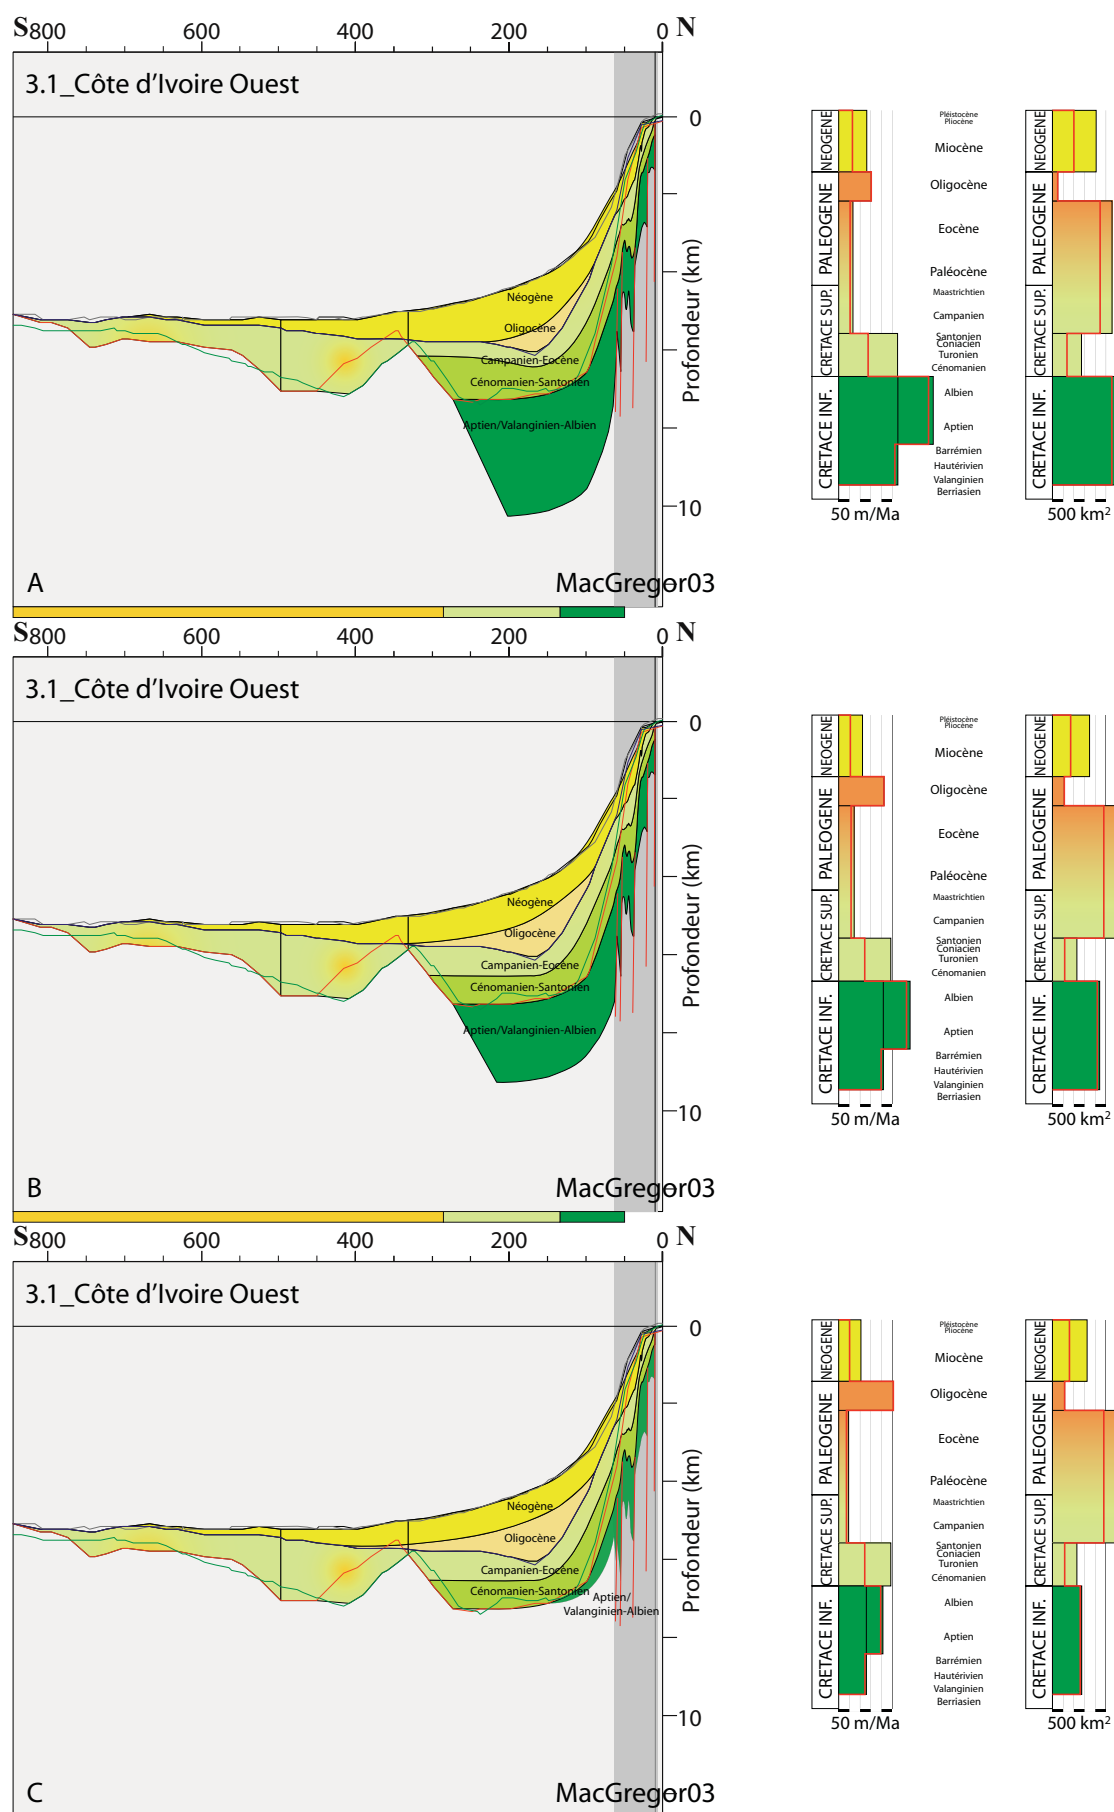 S 800 600 400 200 0 N
3.1_Côte d'Ivoire Ouest
0
Néogène
Oligocène
Campanien-Eocène
Cénomanien-Santonien
Aptien/Valanginien-Albien
10
Profondeur (km)
A
MacGregor03
NEOGENE
PALEOGENE
CRETACE SUP.
CRETACE INF.
Pléistocène
Pliocène
Miocène
Oligocène
Eocène
Paléocène
Maastrichtien
Campanien
Santonien
Coniacien
Turonien
Cénomanien
Albien
Aptien
Barrémien
Hautérivien
Valanginien
Berriasien
50 m/Ma
NEOGENE
PALEOGENE
CRETACE SUP.
CRETACE INF.
500 km²
S 800 600 400 200 0 N
3.1_Côte d'Ivoire Ouest
0
Néogène
Oligocène
Campanien-Eocène
Cénomanien-Santonien
Aptien/Valanginien-Albien
10
Profondeur (km)
B
MacGregor03
NEOGENE
PALEOGENE
CRETACE SUP.
CRETACE INF.
Pléistocène
Pliocène
Miocène
Oligocène
Eocène
Paléocène
Maastrichtien
Campanien
Santonien
Coniacien
Turonien
Cénomanien
Albien
Aptien
Barrémien
Hautérivien
Valanginien
Berriasien
50 m/Ma
NEOGENE
PALEOGENE
CRETACE SUP.
CRETACE INF.
500 km²
S 800 600 400 200 0 N
3.1_Côte d'Ivoire Ouest
0
Néogène
Oligocène
Campanien-Eocène
Cénomanien-Santonien
Aptien/
Valanginien-Albien
10
Profondeur (km)
C
MacGregor03
NEOGENE
PALEOGENE
CRETACE SUP.
CRETACE INF.
Pléistocène
Pliocène
Miocène
Oligocène
Eocène
Paléocène
Maastrichtien
Campanien
Santonien
Coniacien
Turonien
Cénomanien
Albien
Aptien
Barrémien
Hautérivien
Valanginien
Berriasien
50 m/Ma
NEOGENE
PALEOGENE
CRETACE SUP.
CRETACE INF.
500 km²